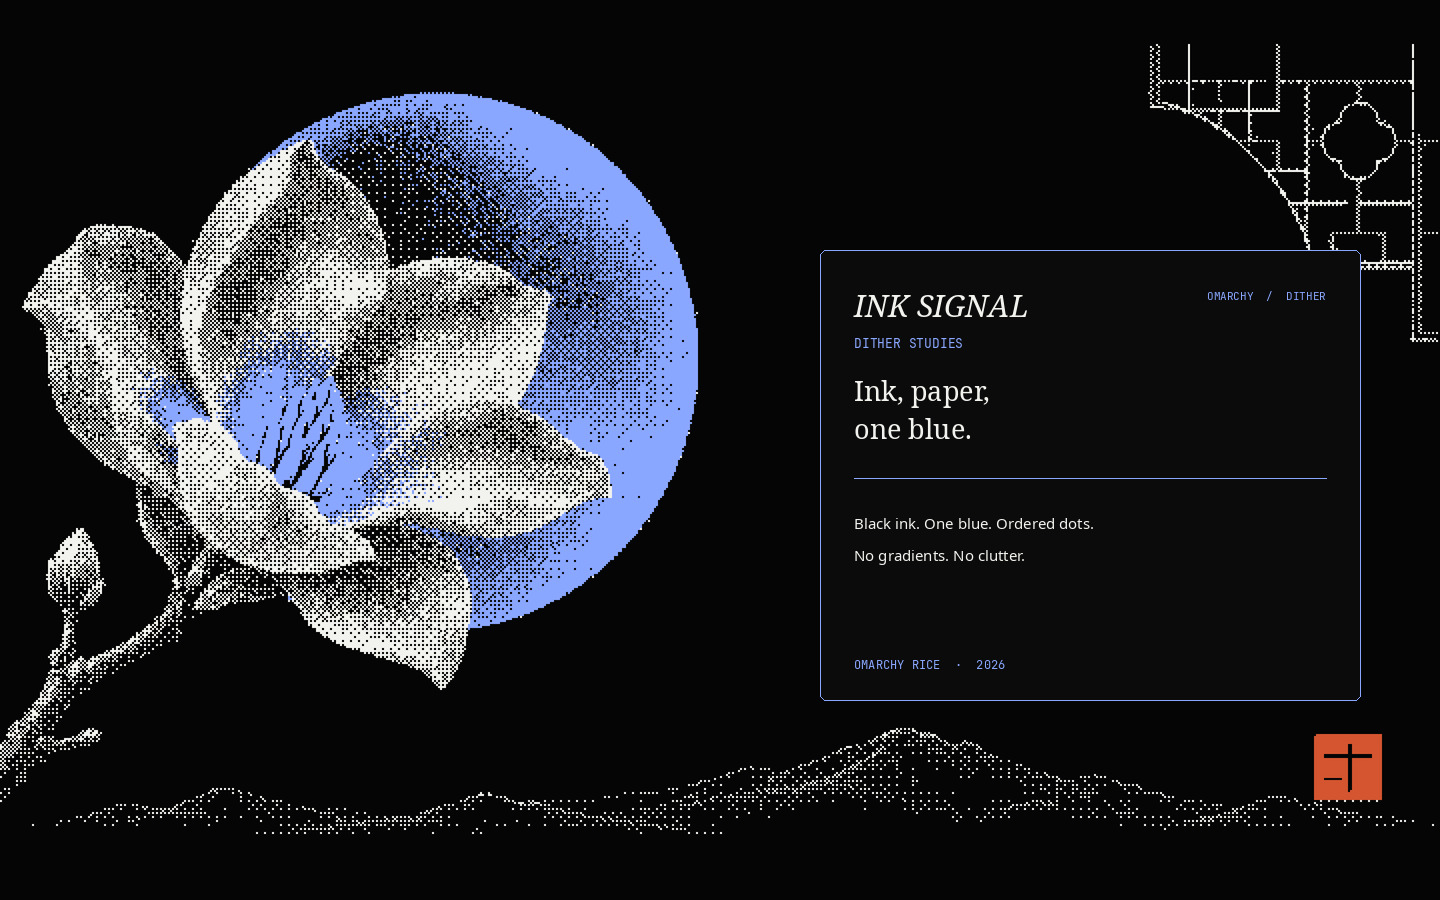 INK SIGNAL
OMARCHY / DITHER
DITHER STUDIES
Ink, paper,
one blue.
Black ink. One blue. Ordered dots.
No gradients. No clutter.
OMARCHY RICE · 2026